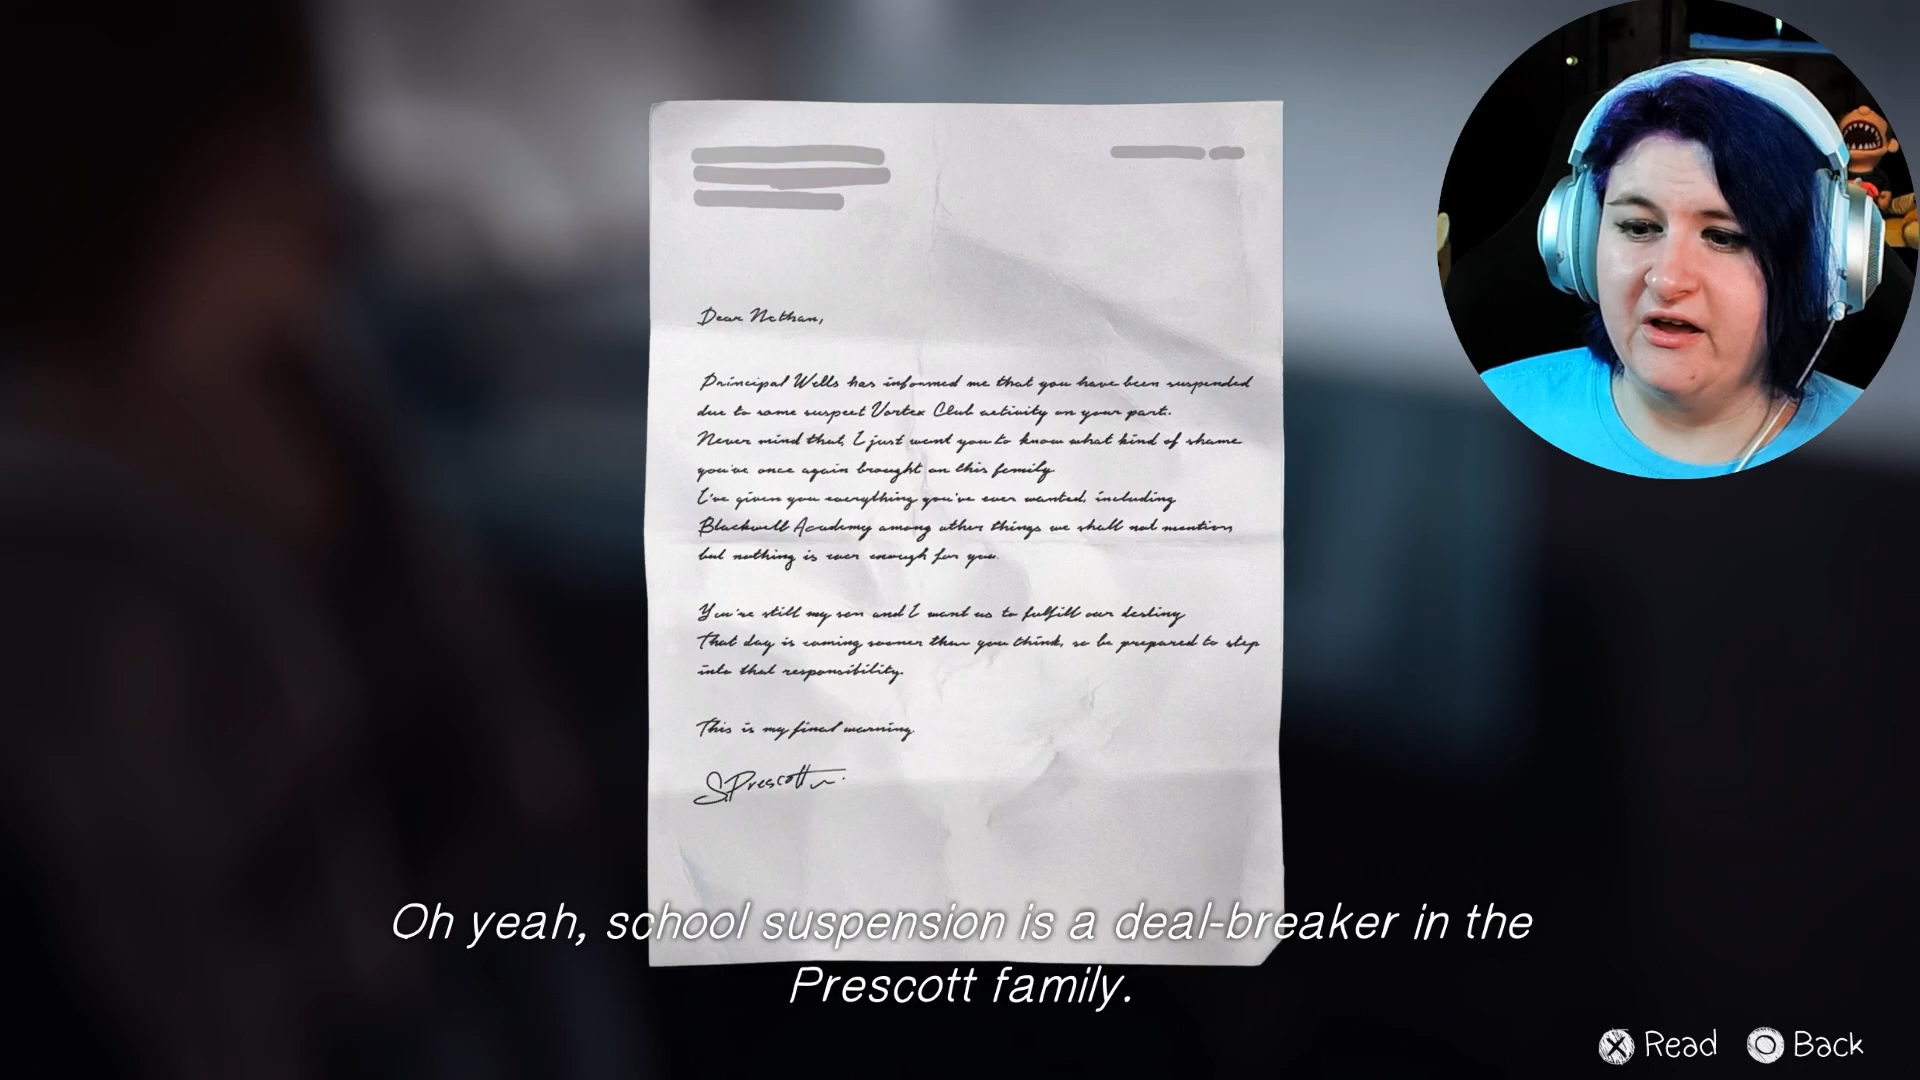 Dear Nathan,
Principal Wells has informed me that you have been suspended
due to some suspect Vortex Club activity on your part.
Never mind that, I just want you to know what kind of shame
you've once again brought on this family
I've given you everything you've ever wanted, including
Blackwell Academy among other things we shall not mention,
but nothing is ever enough for you.
You're still my son and I want us to fulfill our destiny
That day is coming sooner than you think, so be prepared to step
into that responsibility.
This is my final warning.
S.Prescott
Oh yeah, school suspension is a deal-breaker in the
Prescott family.
Read Back